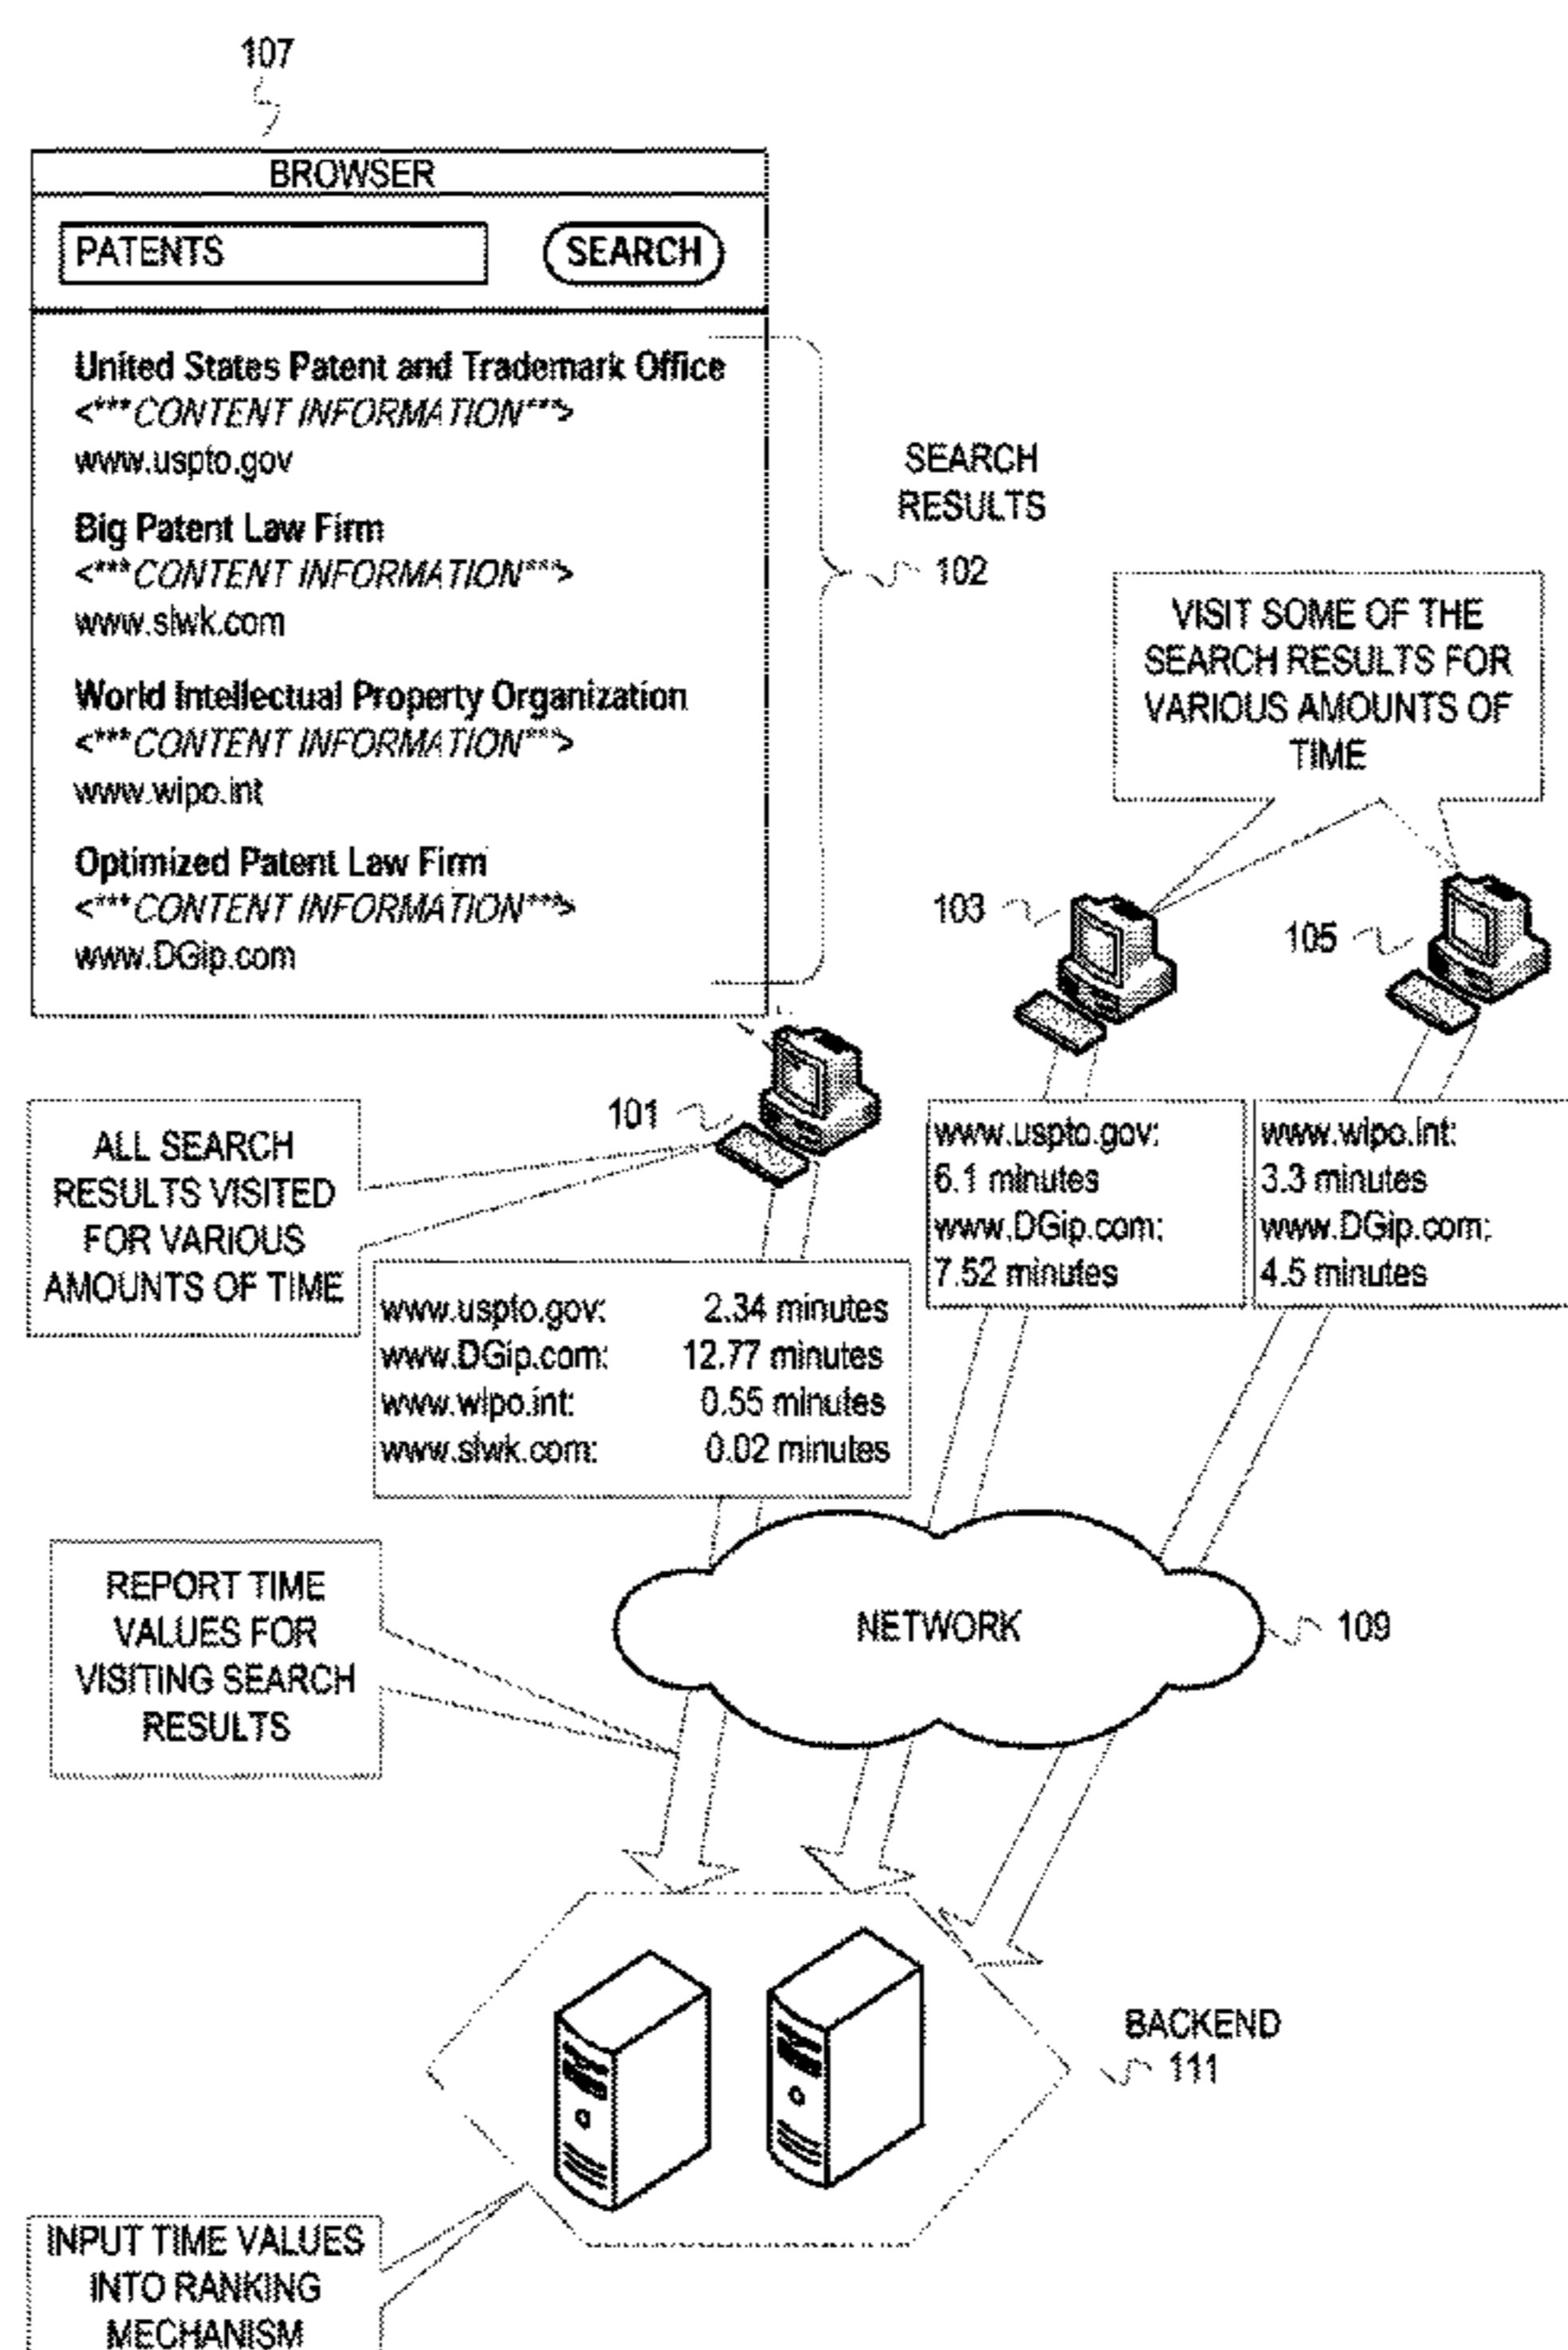 107
BROWSER
PATENTS
SEARCH
United States Patent and Trademark Office
<***CONTENT INFORMATION***>
www.uspto.gov
Big Patent Law Firm
<***CONTENT INFORMATION***>
www.slwk.com
World Intellectual Property Organization
<***CONTENT INFORMATION***>
www.wipo.int
Optimized Patent Law Firm
<***CONTENT INFORMATION***>
www.DGip.com
SEARCH
RESULTS
102
VISIT SOME OF THE
SEARCH RESULTS FOR
VARIOUS AMOUNTS OF
TIME
103
105
101
ALL SEARCH
RESULTS VISITED
FOR VARIOUS
AMOUNTS OF TIME
www.uspto.gov: 2.34 minutes
www.DGip.com: 12.77 minutes
www.wipo.int: 0.55 minutes
www.slwk.com: 0.02 minutes
www.uspto.gov:
6.1 minutes
www.DGip.com:
7.52 minutes
www.wipo.int:
3.3 minutes
www.DGip.com:
4.5 minutes
REPORT TIME
VALUES FOR
VISITING SEARCH
RESULTS
NETWORK
109
BACKEND
111
INPUT TIME VALUES
INTO RANKING
MECHANISM